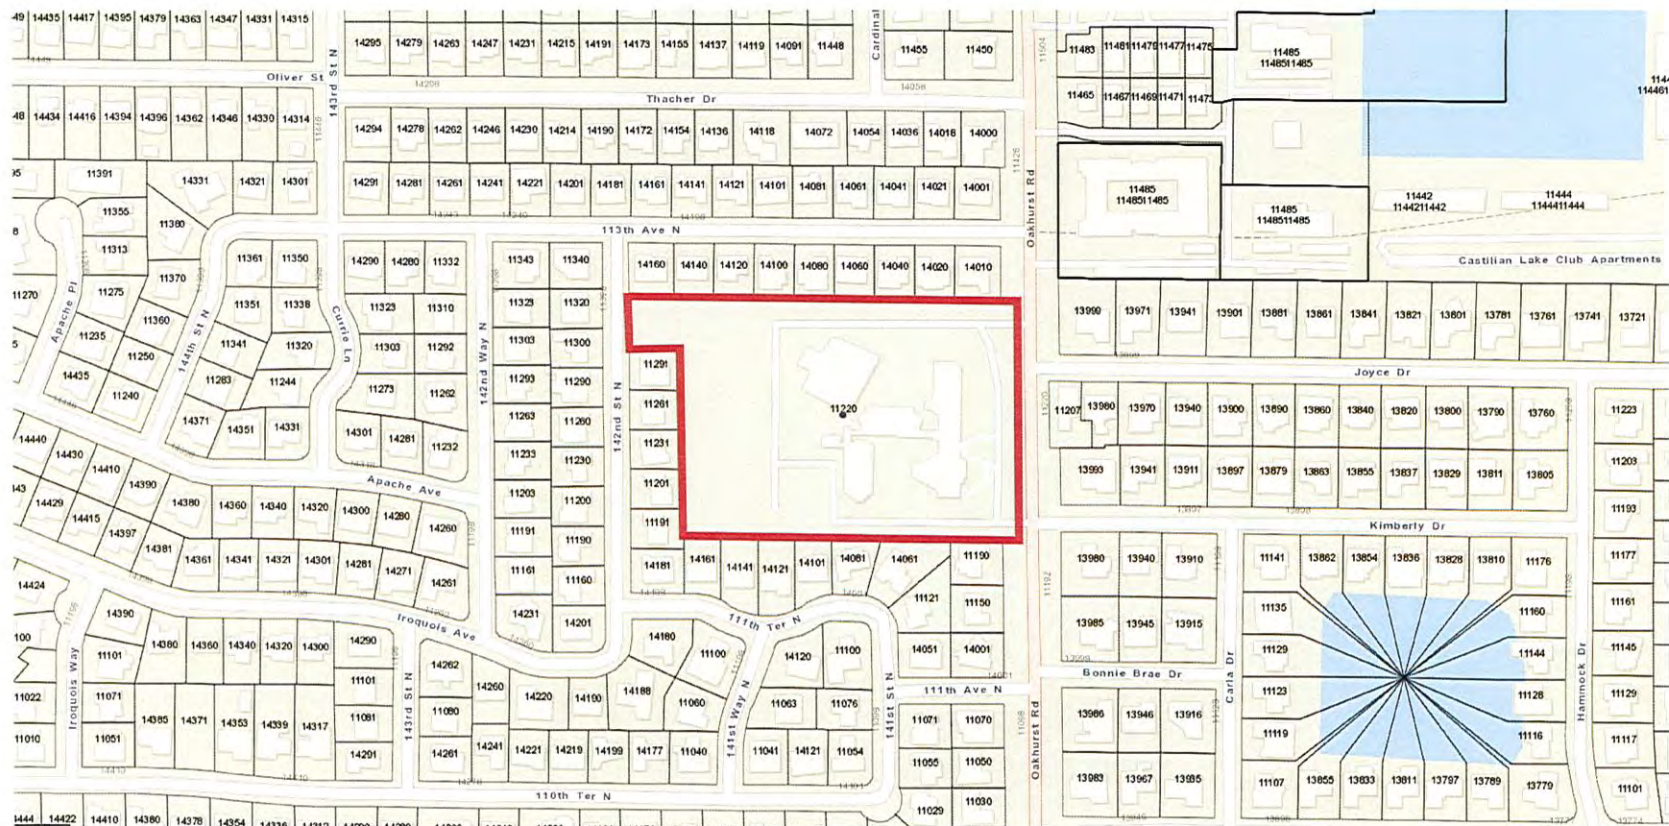 14435 14417 14395 14379 14363 14347 14331 14315
14295 14279 14263 14247 14231 14215 14191 14173 14155 14137 14119 14091 11448
Cardinal
11455 11450
11483 11481 11479 11477 11475
11485
11485I1485
Oliver St
143rd St N
Thacher Dr
11465 11467 11469 11471
14434 14416 14394 14396 14362 14346 14330 14314
14294 14278 14262 14246 14230 14214 14190 14172 14154 14136 14118 14072 14054 14036 14018 14000
11391 14331 14321 14301
14291 14281 14261 14241 14221 14201 14181 14161 14141 14121 14101 14081 14061 14041 14021 14001
Oakhurst Rd
11485
11485I1485
11485
11485I1485
11442
1144211442
11444
1144411444
11355 11380
113th Ave N
11313
11361 11350 14290 14280 11332 11343 11340
14160 14140 14120 14100 14080 14060 14040 14020 14010
Castilian Lake Club Apartments
11270 Apache Pl 11275 11370
11351 11338 11323 11310 11323 11320
13990 13971 13941 13901 13881 13861 13841 13821 13801 13781 13761 13741 13721
11235 11360 144th St N 11341 11320 Currie Ln 11303 11292 142nd Way N 11303 11300
11250
14435 11240 11283 11244 11273 11262 11293 11290 142nd St N 11291
Joyce Dr
11261
11220
11207 13980 13970 13940 13900 13890 13860 13840 13820 13800 13790 13760 11223
14371 14351 14331 14301 14281 11232 11263 11260 11231
14440 14430 14410 14390 14380
Apache Ave
11233 11230 11201
13993 13941 13911 13897 13879 13863 13855 13837 13829 13811 13805 11203
14429 14415 14397 14381
14360 14340 14320 14300 14280 14260
11203 11200 11191
11193
Kimberly Dr
14361 14341 14321 14301 14281 14271 14261
11191 11190 11161 11160
14181 14161 14141 14121 14101 14081 14061 11190
13980 13940 13910
11141 13862 13854 13836 13828 13810 11176 11177
14424 14390
Iroquois Ave
14231 14201
111th Ter N
11121 11150
13985 13945 13915
11135 11160 11161
Iroquois Way 11101 14380 14360 14340 14320 14300 14290
14180 11100 14120 11100 14051 14001
11129 11144 11145
Bonnie Brae Dr
Carla Dr
Hammock Dr
11022 11071 11101 143rd St N 14262 14260 14220 14190 14188 11060 141st Way N 11063 11076 141st St N
111th Ave N
11123 11128 11129
14385 14371 14353 14339 14317 11081 11080
11071 11070
Oakhurst Rd
13986 13946 13916
11119 11116 11117
11010 11051 14291 14261 14241 14221 14219 14199 14177 11040 11041 14121 11054
11055 11050
13983 13967 13935
11107 13855 13833 13811 13797 13789 13779 11101
110th Ter N
11029 11030
14422 14410 14380 14378 14354